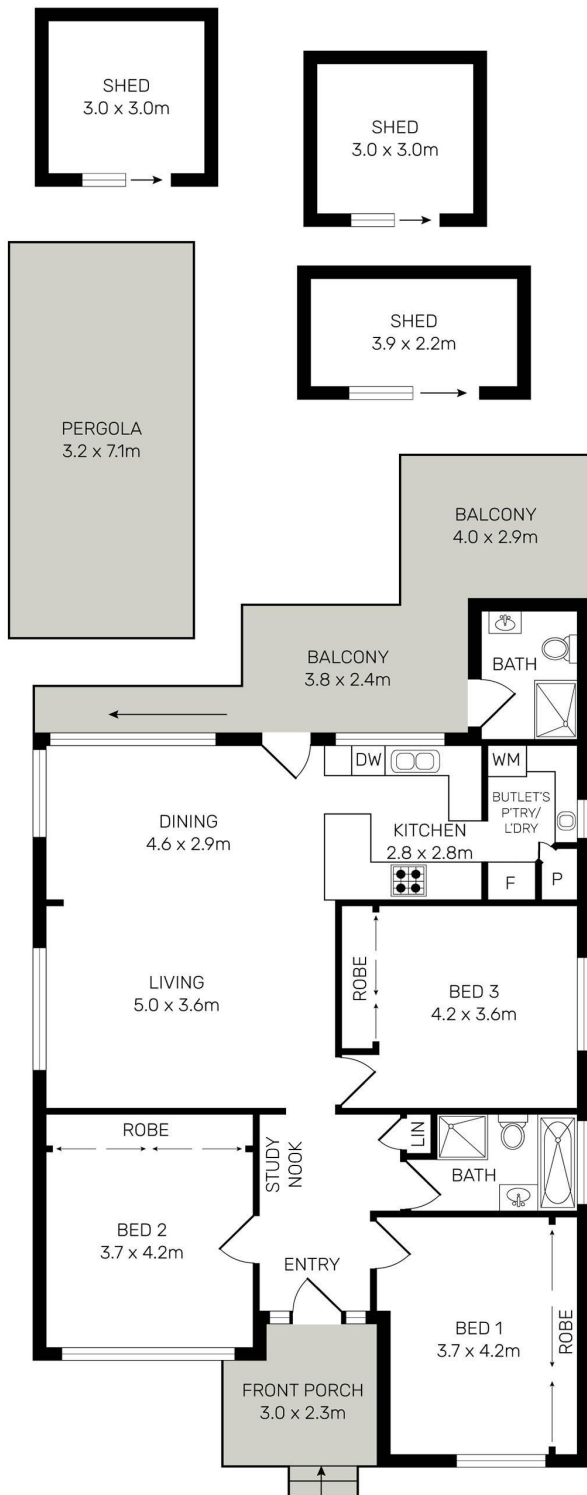 SHED
3.0 x 3.0m
SHED
3.0 x 3.0m
SHED
3.9 x 2.2m
PERGOLA
3.2 x 7.1m
BALCONY
4.0 x 2.9m
BALCONY
3.8 x 2.4m
BATH
DINING
4.6 x 2.9m
DW
KITCHEN
2.8 x 2.8m
WM
BUTLET'S
P'TRY/
L'DRY
F
P
LIVING
5.0 x 3.6m
ROBE
BED 3
4.2 x 3.6m
ROBE
BED 2
3.7 x 4.2m
STUDY
NOOK
LIN
BATH
ENTRY
BED 1
3.7 x 4.2m
ROBE
FRONT PORCH
3.0 x 2.3m